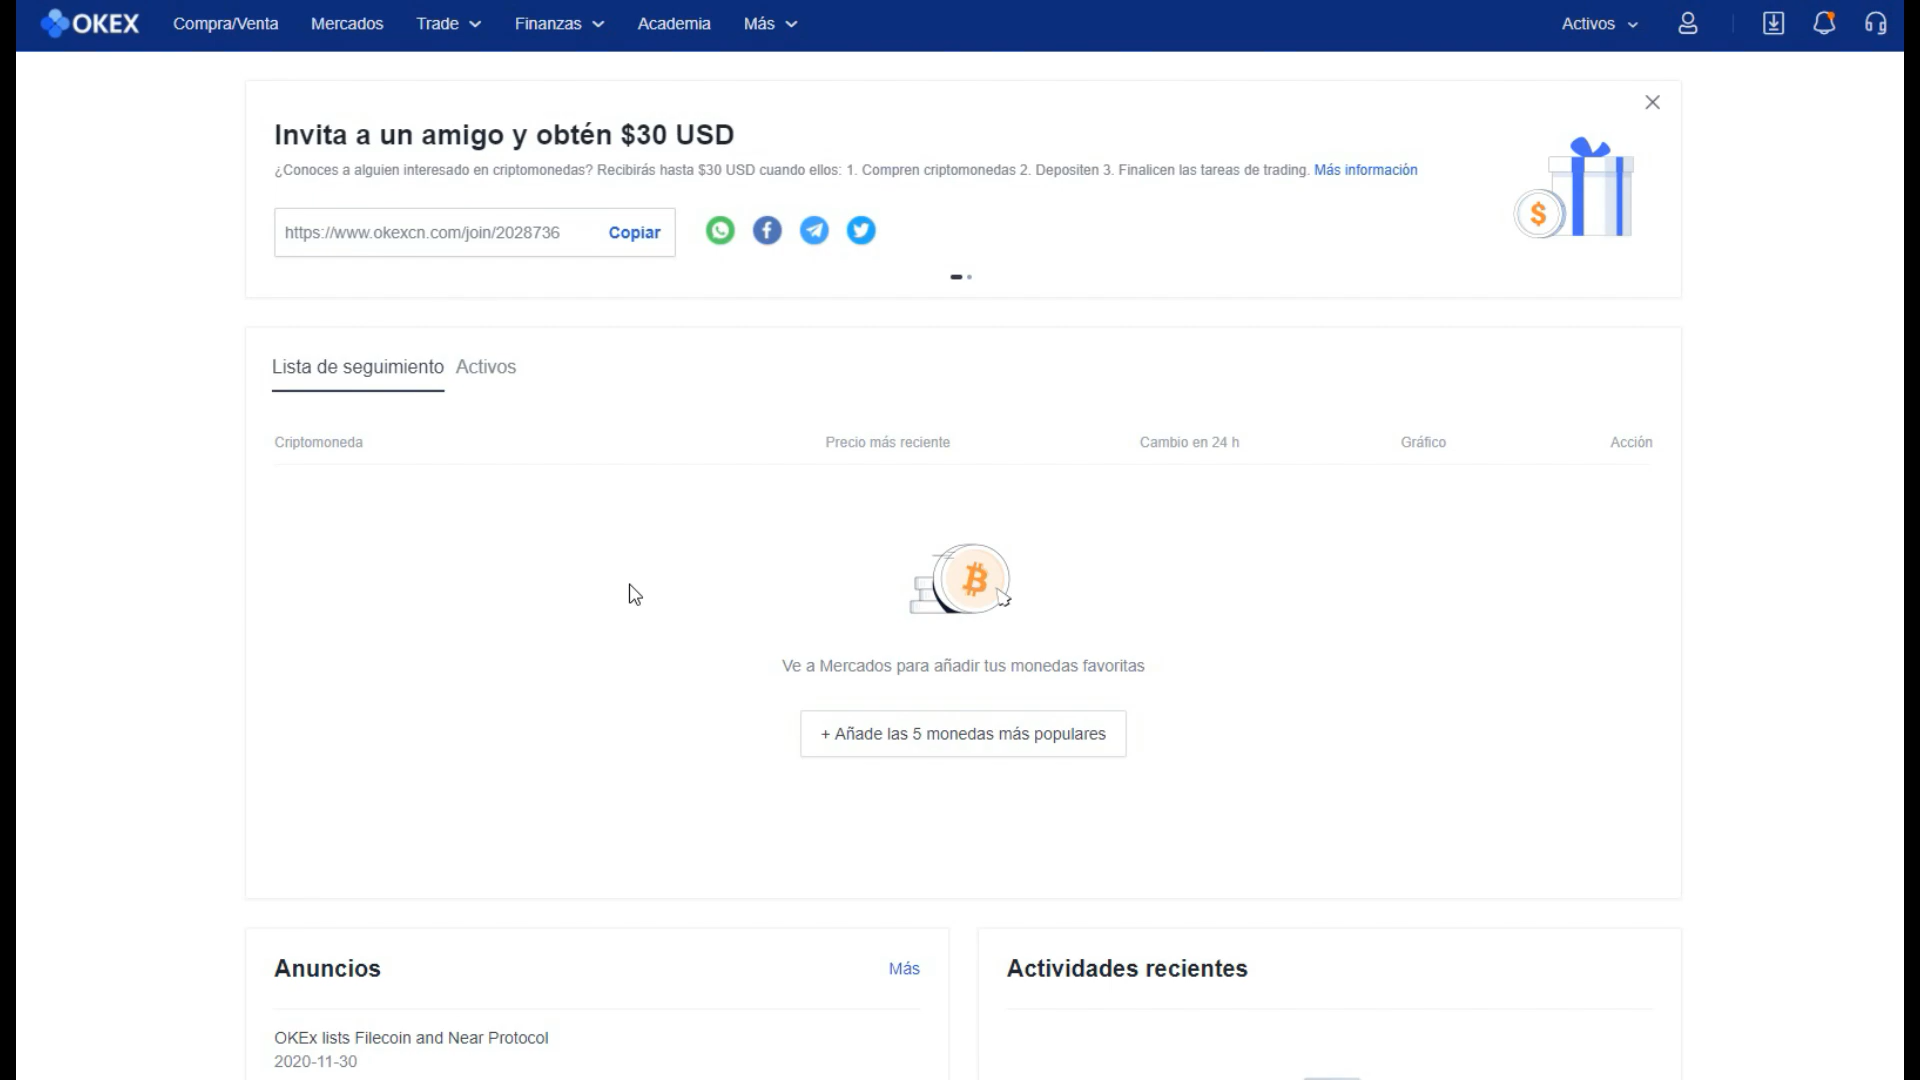 OKEX Compra/Venta Mercados Trade Finanzas Academia Más Activos
Invita a un amigo y obtén $30 USD
¿Conoces a alguien interesado en criptomonedas? Recibirás hasta $30 USD cuando ellos: 1. Compren criptomonedas 2. Depositen 3. Finalicen las tareas de trading. Más información
https://www.okexcn.com/join/2028736 Copiar
Lista de seguimiento Activos
Criptomoneda Precio más reciente Cambio en 24 h Gráfico Acción
Ve a Mercados para añadir tus monedas favoritas
+ Añade las 5 monedas más populares
Anuncios Más
Actividades recientes
OKEx lists Filecoin and Near Protocol
2020-11-30